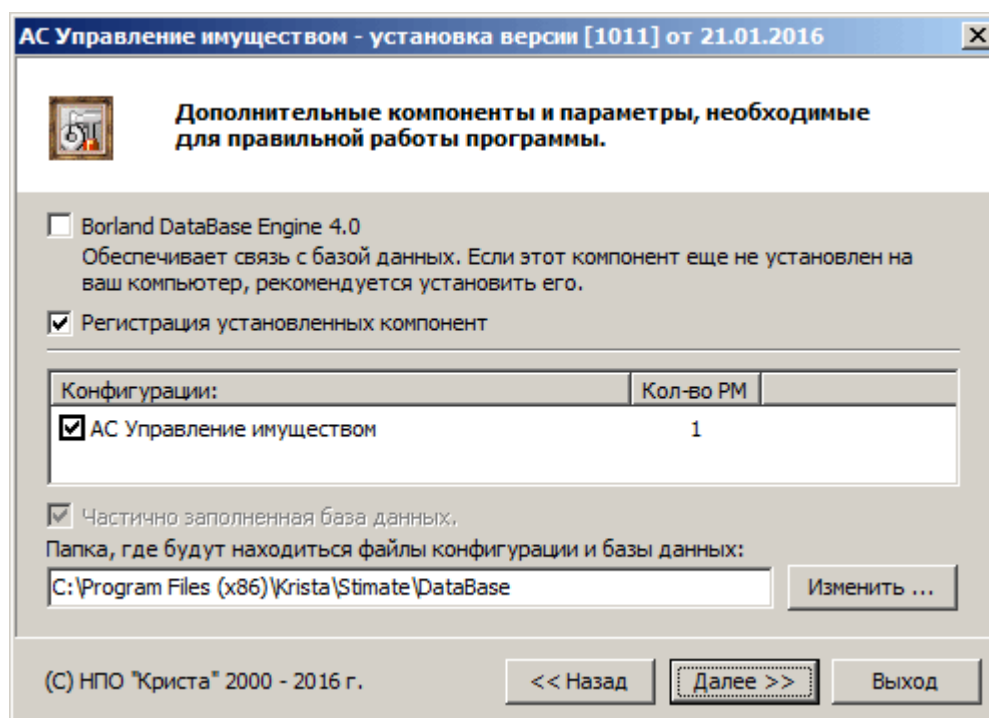 АС Управление имуществом - установка версии [1011] от 21.01.2016
Дополнительные компоненты и параметры, необходимые
для правильной работы программы.
Borland DataBase Engine 4.0
Обеспечивает связь с базой данных. Если этот компонент еще не установлен на
ваш компьютер, рекомендуется установить его.
Регистрация установленных компонент
Конфигурации: Кол-во РМ
АС Управление имуществом 1
Частично заполненная база данных.
Папка, где будут находиться файлы конфигурации и базы данных:
C:\Program Files (x86)\Krista\Stimate\DataBase Изменить ...
(С) НПО "Криста" 2000 - 2016 г. << Назад Далее >> Выход